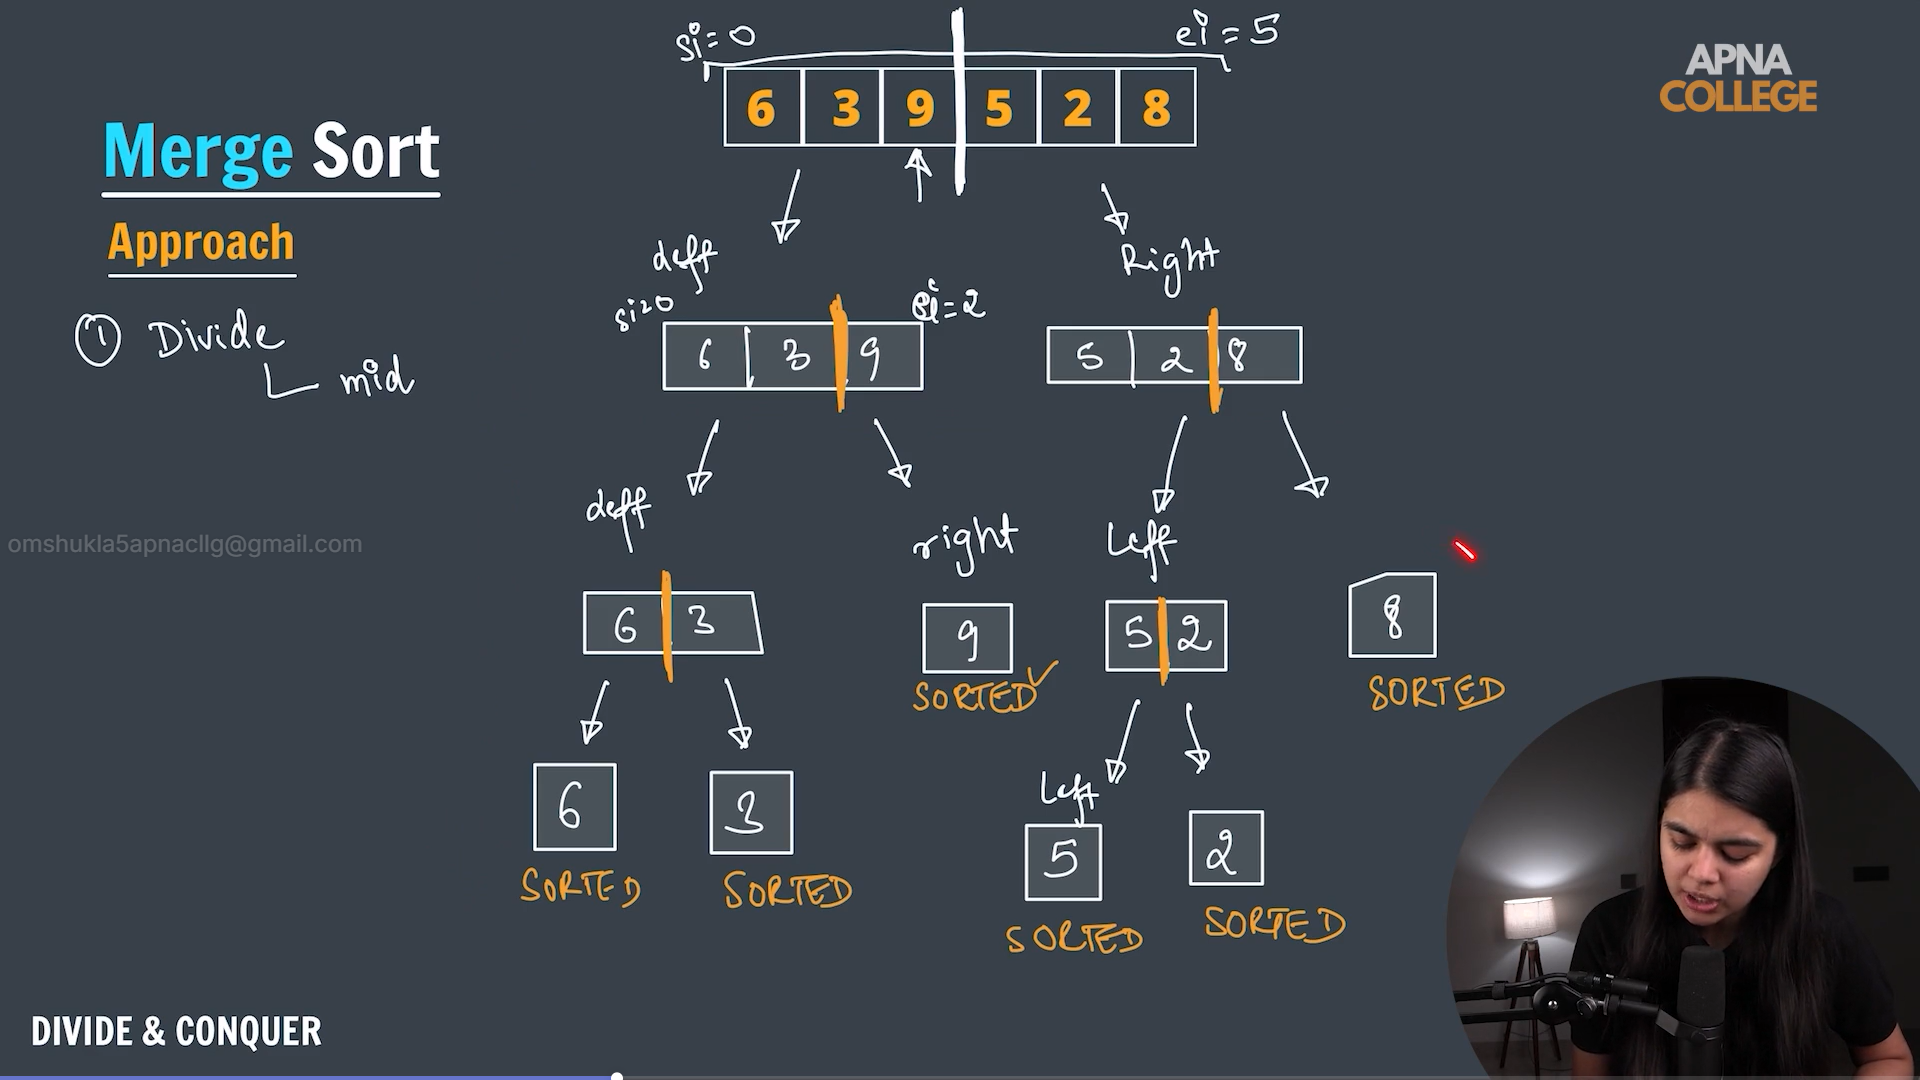 si=0
ei=5
6 3 9 5 2 8
APNA
COLLEGE
Merge Sort
Approach
① Divide
mid
Left
Right
si=0
ei=2
6 3 9
5 2 8
Left
right
Left
omshukla5apnacllg@gmail.com
6 3
9
5 2
8
SORTED ✓
SORTED
6
3
Left
5
2
SORTED
SORTED
SORTED
SORTED
DIVIDE & CONQUER